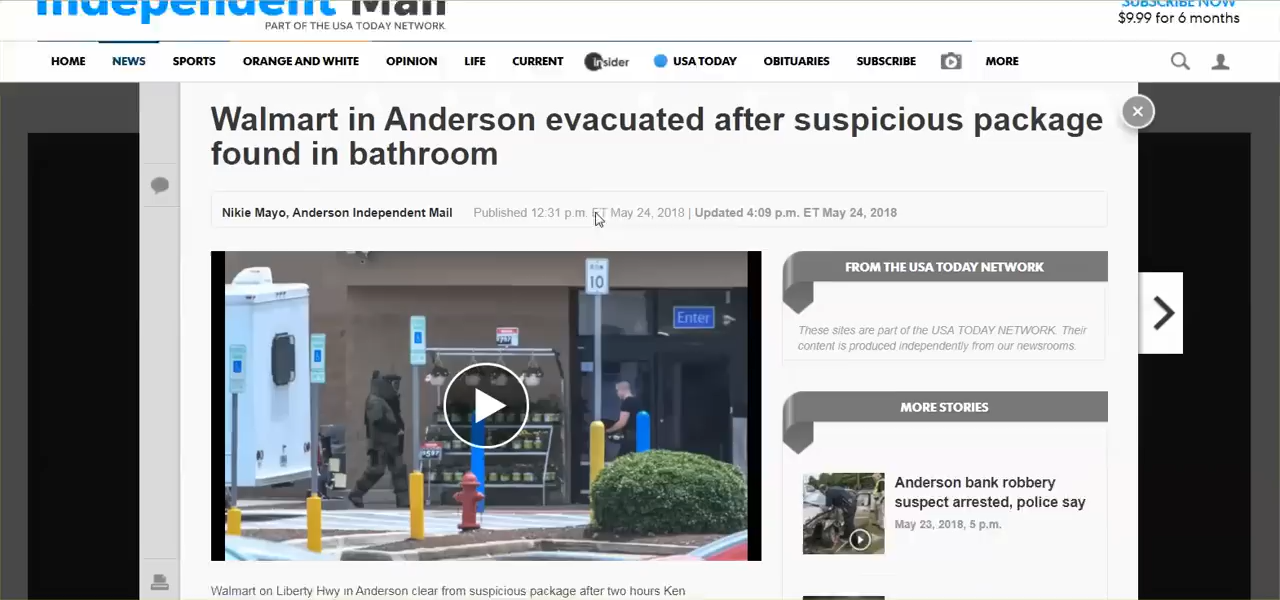 Independent Mail
SUBSCRIBE NOW
PART OF THE USA TODAY NETWORK
$9.99 for 6 months
HOME NEWS SPORTS ORANGE AND WHITE OPINION LIFE CURRENT insider USA TODAY OBITUARIES SUBSCRIBE MORE
Walmart in Anderson evacuated after suspicious package
found in bathroom
Nikie Mayo, Anderson Independent Mail Published 12:31 p.m. ET May 24, 2018 | Updated 4:09 p.m. ET May 24, 2018
10
Enter
FROM THE USA TODAY NETWORK
These sites are part of the USA TODAY NETWORK. Their
content is produced independently from our newsrooms.
MORE STORIES
Anderson bank robbery
suspect arrested, police say
May 23, 2018, 5 p.m.
Walmart on Liberty Hwy in Anderson clear from suspicious package after two hours Ken